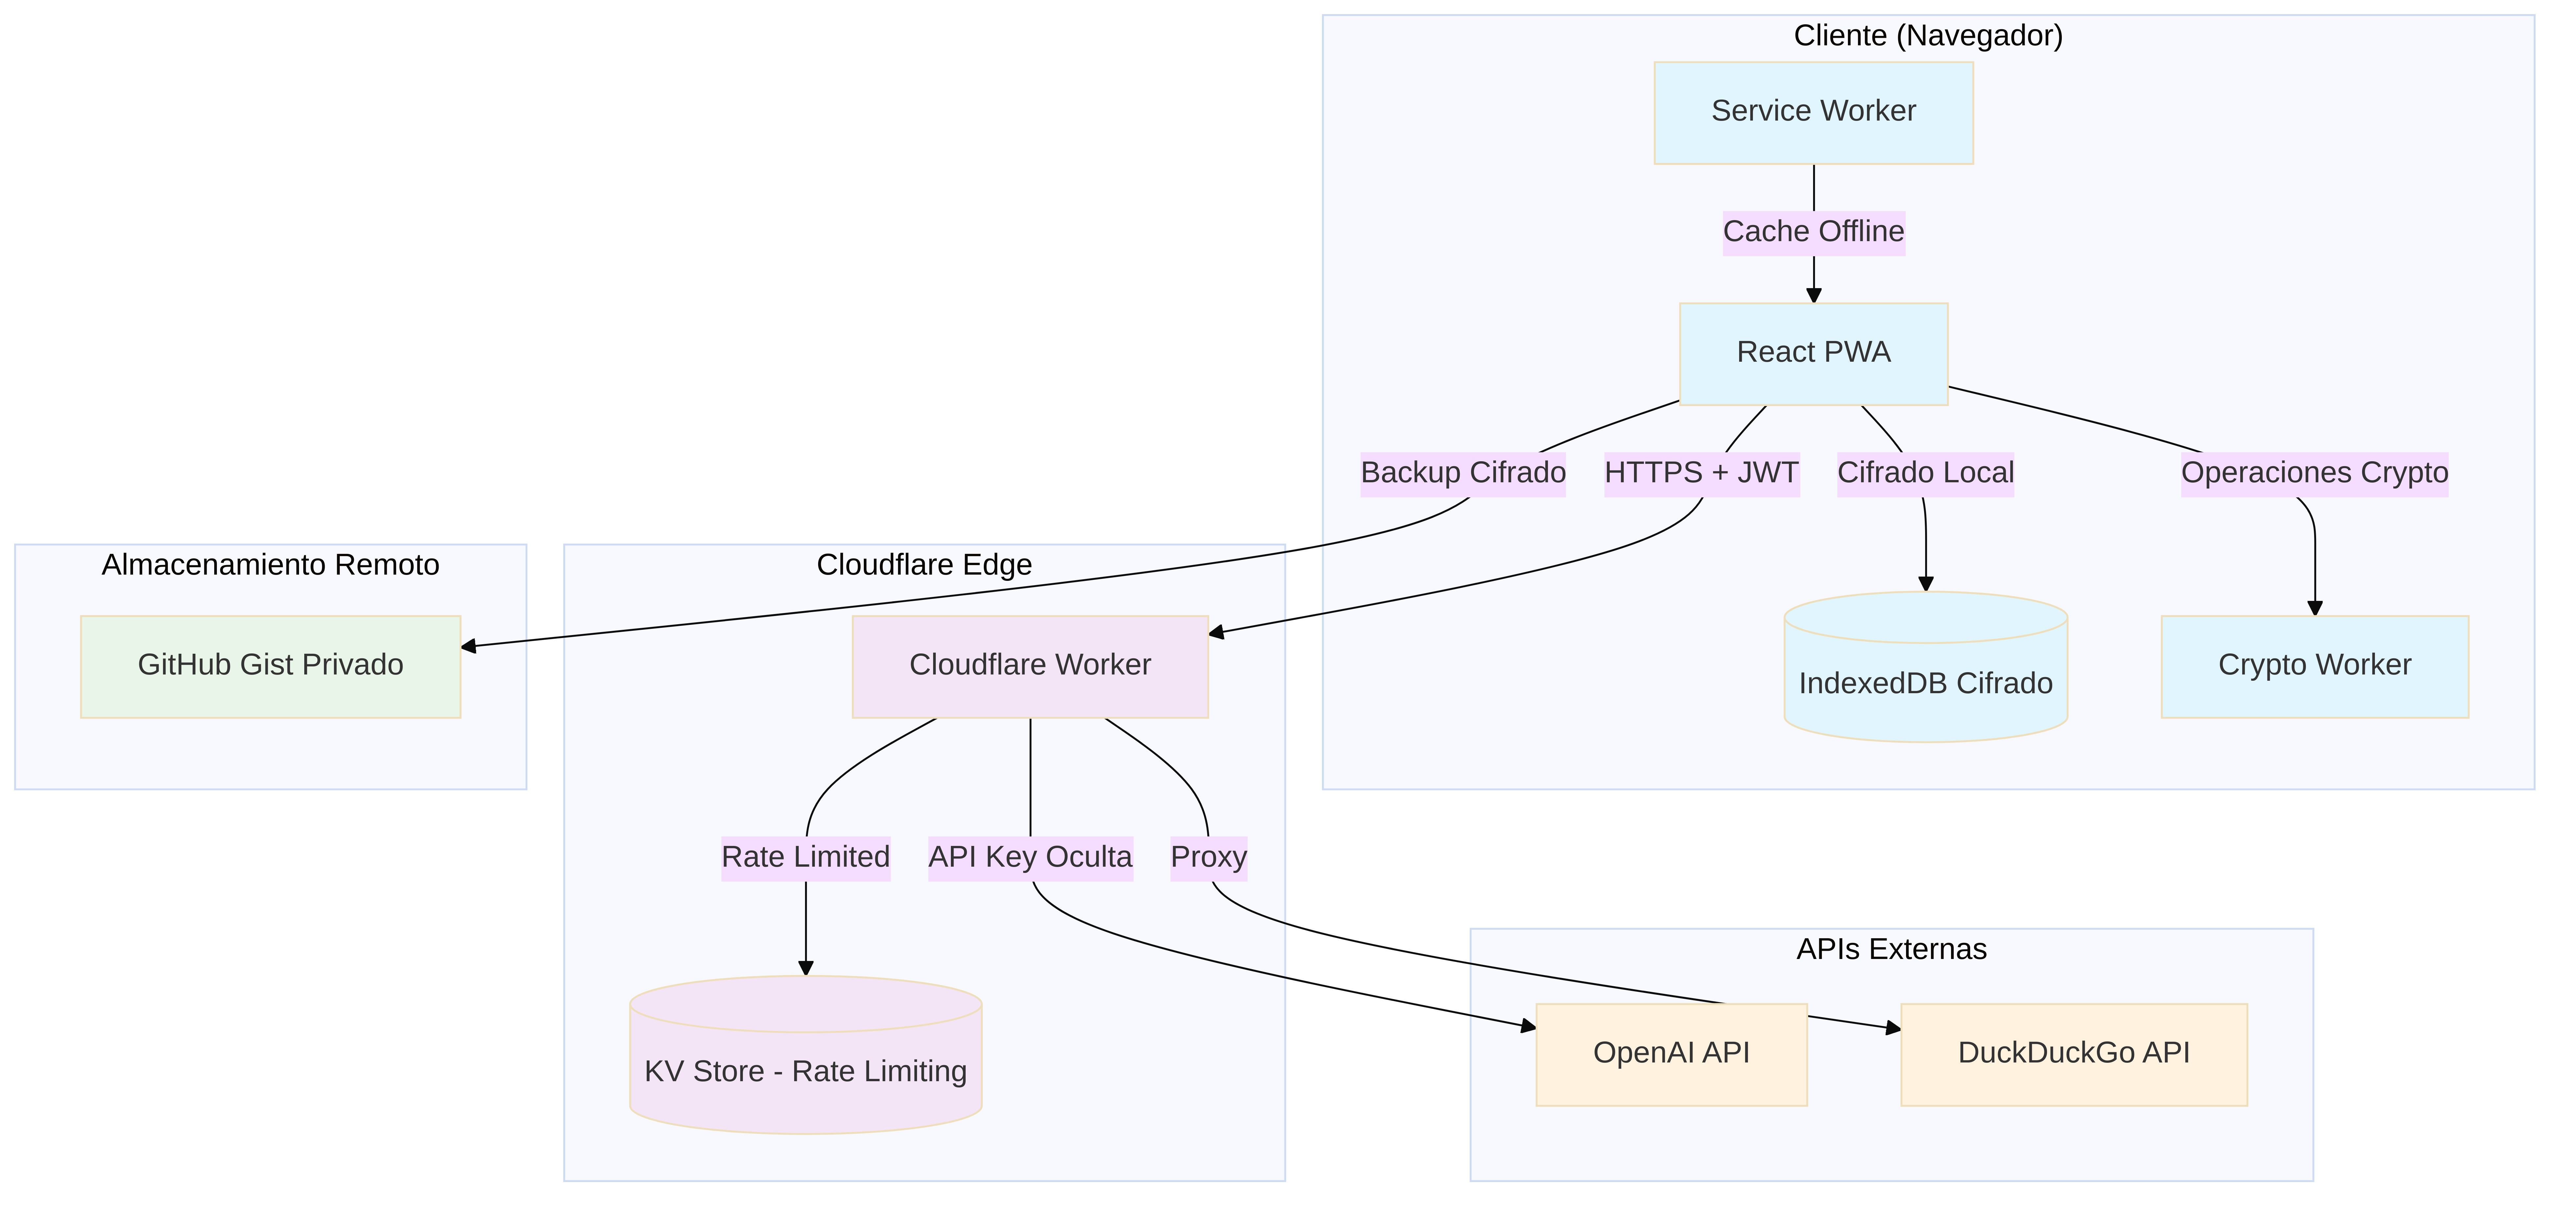 Cliente (Navegador)
Service Worker
Cache Offline
React PWA
Backup Cifrado
HTTPS + JWT
Cifrado Local
Operaciones Crypto
Almacenamiento Remoto
GitHub Gist Privado
Cloudflare Edge
Cloudflare Worker
IndexedDB Cifrado
Crypto Worker
Rate Limited
API Key Oculta
Proxy
KV Store - Rate Limiting
APIs Externas
OpenAI API
DuckDuckGo API